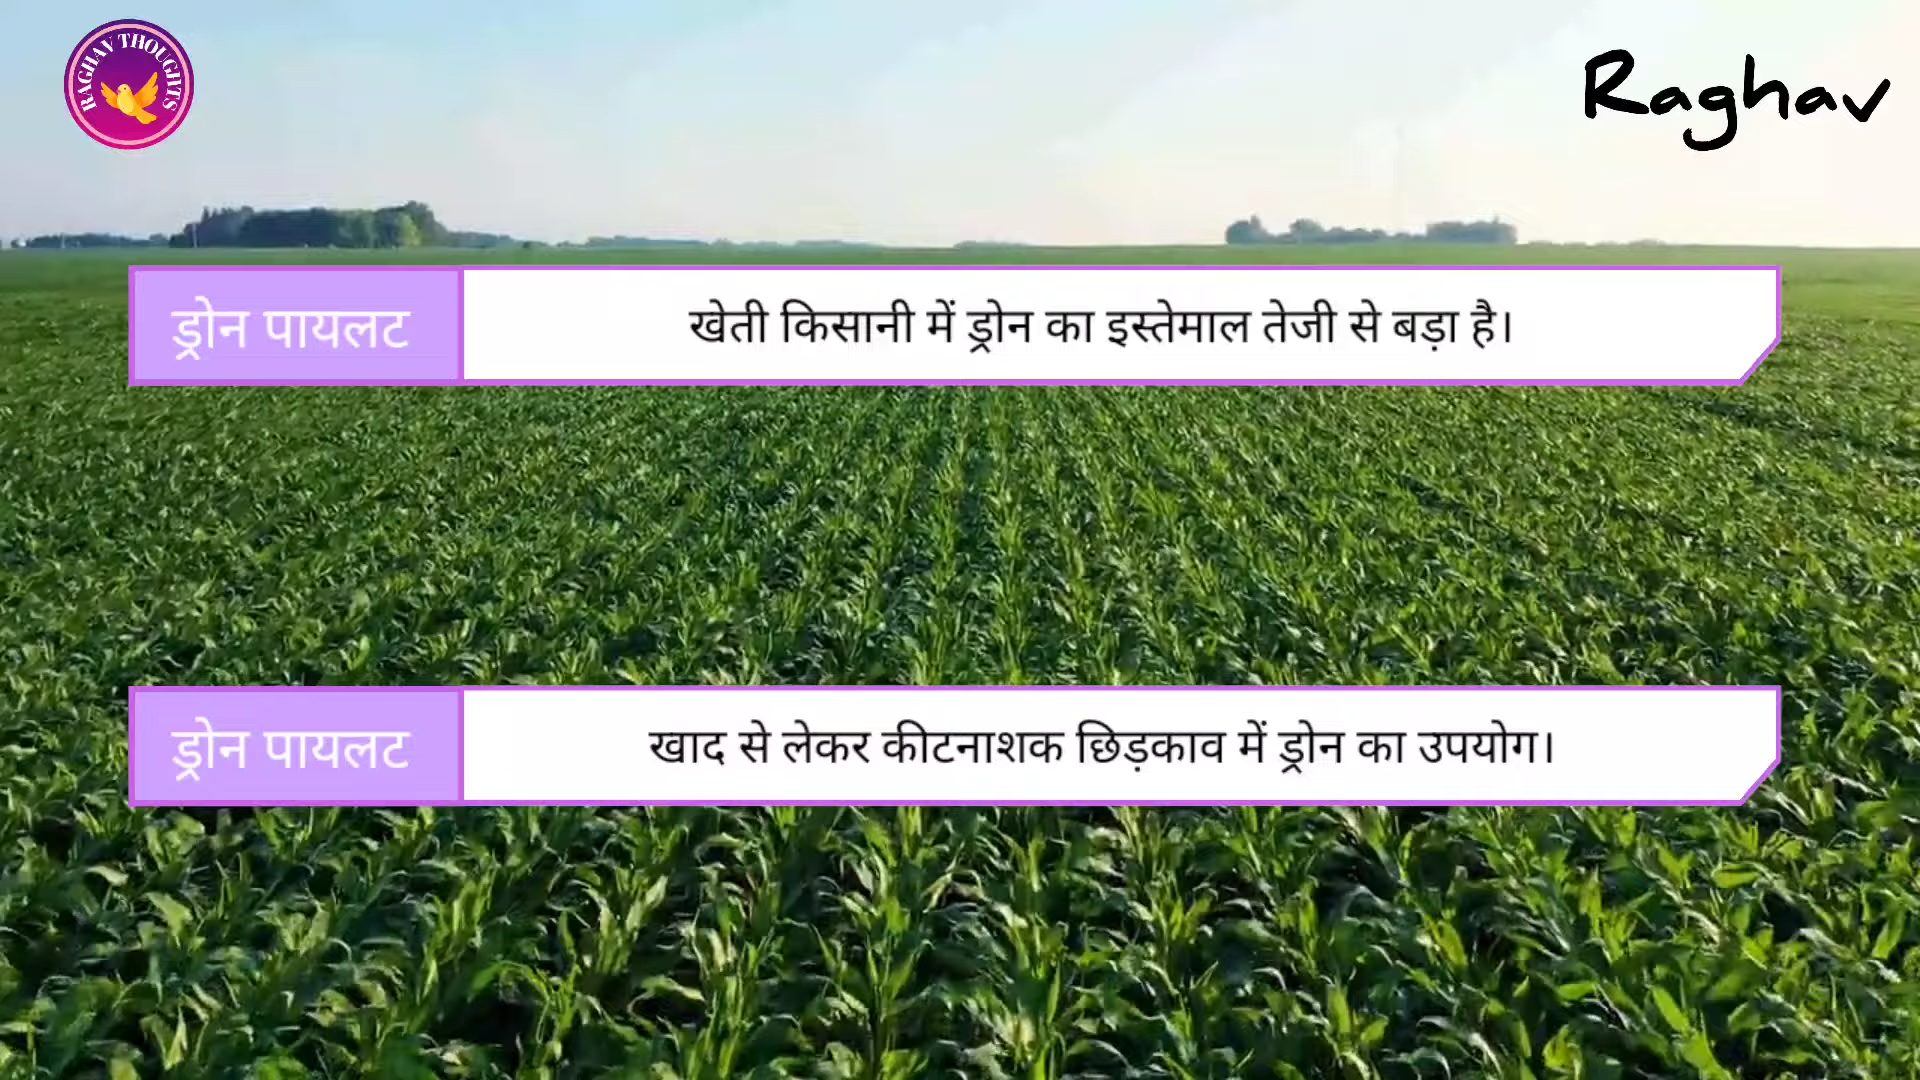 RAGHAV THOUGHTS
Raghav
ड्रोन पायलट
खेती किसानी में ड्रोन का इस्तेमाल तेजी से बड़ा है।
ड्रोन पायलट
खाद से लेकर कीटनाशक छिड़काव में ड्रोन का उपयोग।